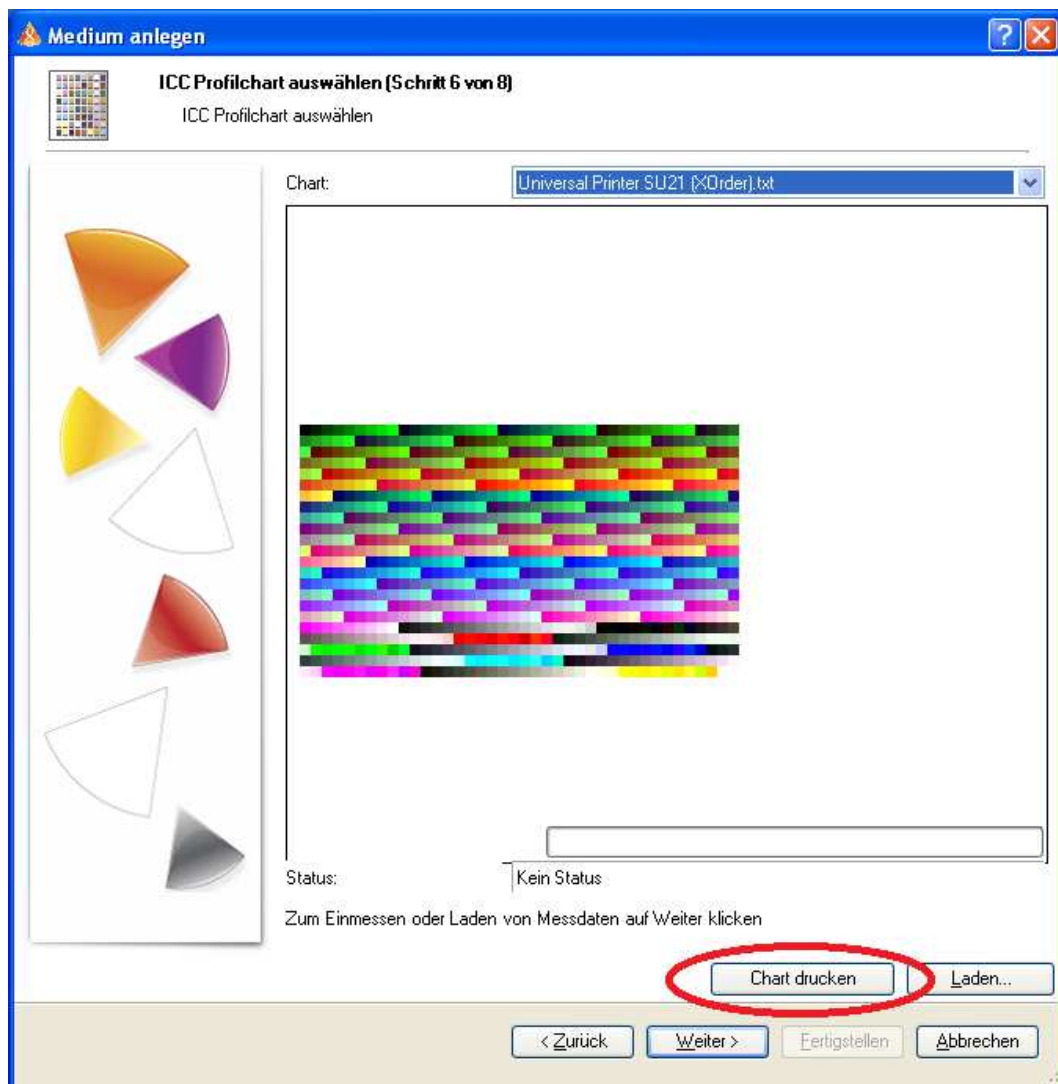 Medium anlegen
ICC Profilchart auswählen (Schritt 6 von 8)
ICC Profilchart auswählen
Chart:
Universal Printer SU21 (XOrder).txt
Status:
Kein Status
Zum Einmessen oder Laden von Messdaten auf Weiter klicken
Chart drucken
Laden...
< Zurück
Weiter >
Fertigstellen
Abbrechen